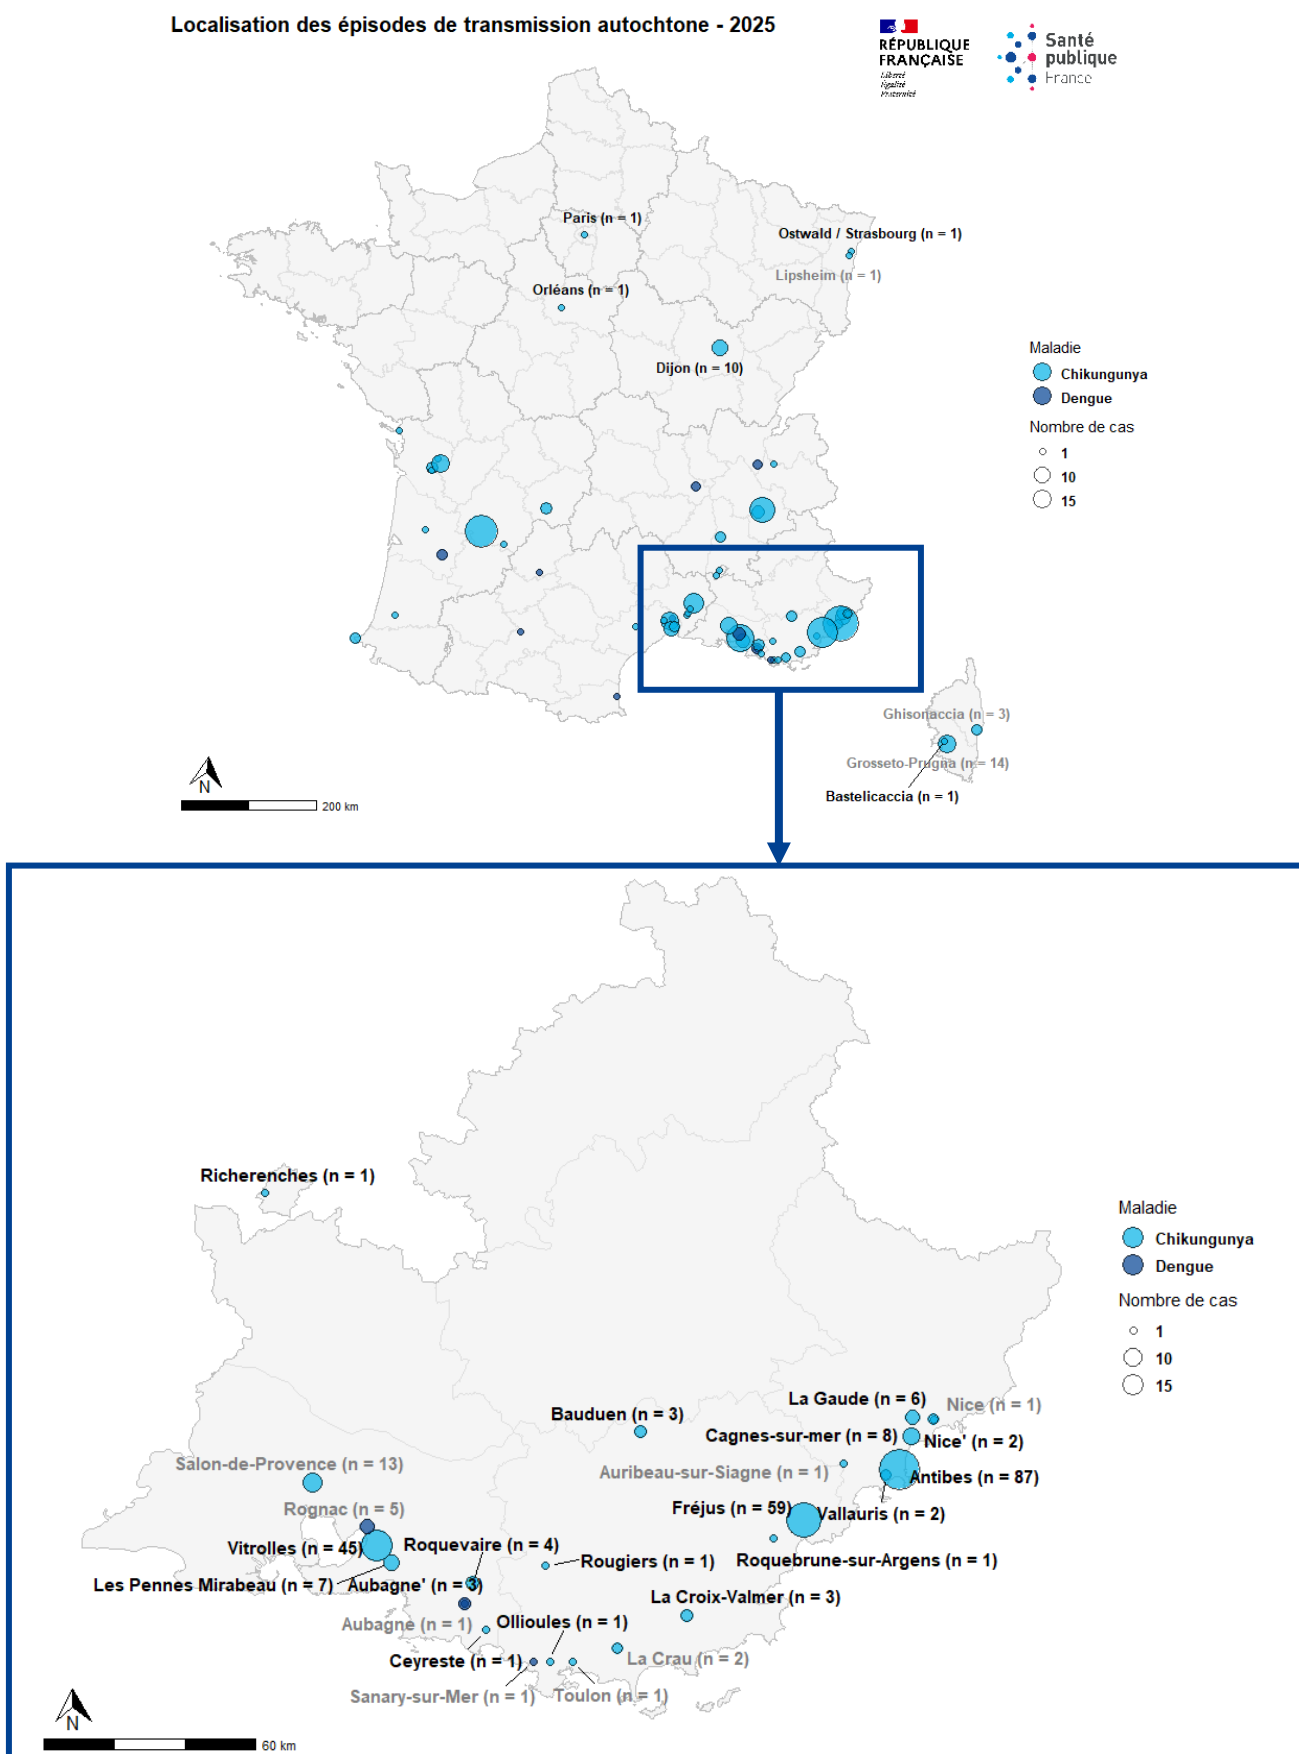 Localisation des épisodes de transmission autochtone - 2025
RÉPUBLIQUE
FRANÇAISE
Liberté
Égalité
Fraternité
Santé
publique
France
Paris (n = 1)
Ostwald / Strasbourg (n = 1)
Lipsheim (n = 1)
Orléans (n = 1)
Dijon (n = 10)
Maladie
Chikungunya
Dengue
Nombre de cas
1
10
15
Ghisonaccia (n = 3)
Grosseto-Prugna (n = 14)
Bastelicaccia (n = 1)
N
200 km
Richerenches (n = 1)
Maladie
Chikungunya
Dengue
Nombre de cas
1
10
15
La Gaude (n = 6)
Nice (n = 1)
Bauduen (n = 3)
Cagnes-sur-mer (n = 8)
Nice' (n = 2)
Salon-de-Provence (n = 13)
Auribeau-sur-Siagne (n = 1)
Antibes (n = 87)
Rognac (n = 5)
Fréjus (n = 59)
Vallauris (n = 2)
Vitrolles (n = 45)
Roquevaire (n = 4)
Rougiers (n = 1)
Roquebrune-sur-Argens (n = 1)
Les Pennes Mirabeau (n = 7)
Aubagne' (n = 3)
La Croix-Valmer (n = 3)
Aubagne (n = 1)
Ollioules (n = 1)
Ceyreste (n = 1)
La Crau (n = 2)
Sanary-sur-Mer (n = 1)
Toulon (n = 1)
N
60 km